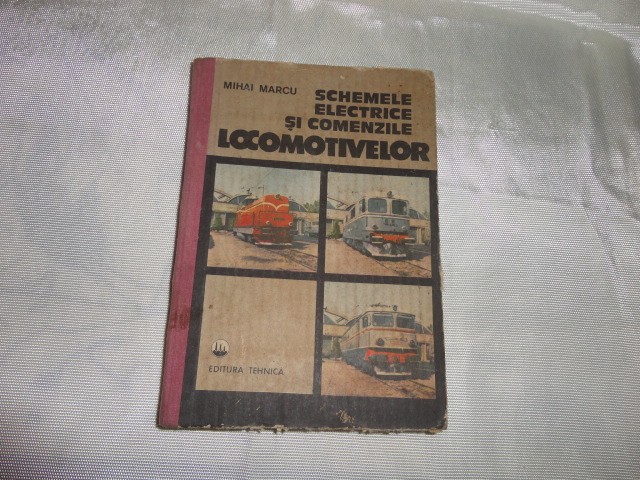 MIHAI MARCU
SCHEMELE
ELECTRICE
ŞI COMENZILE
LOCOMOTIVELOR
EDITURA TEHNICA